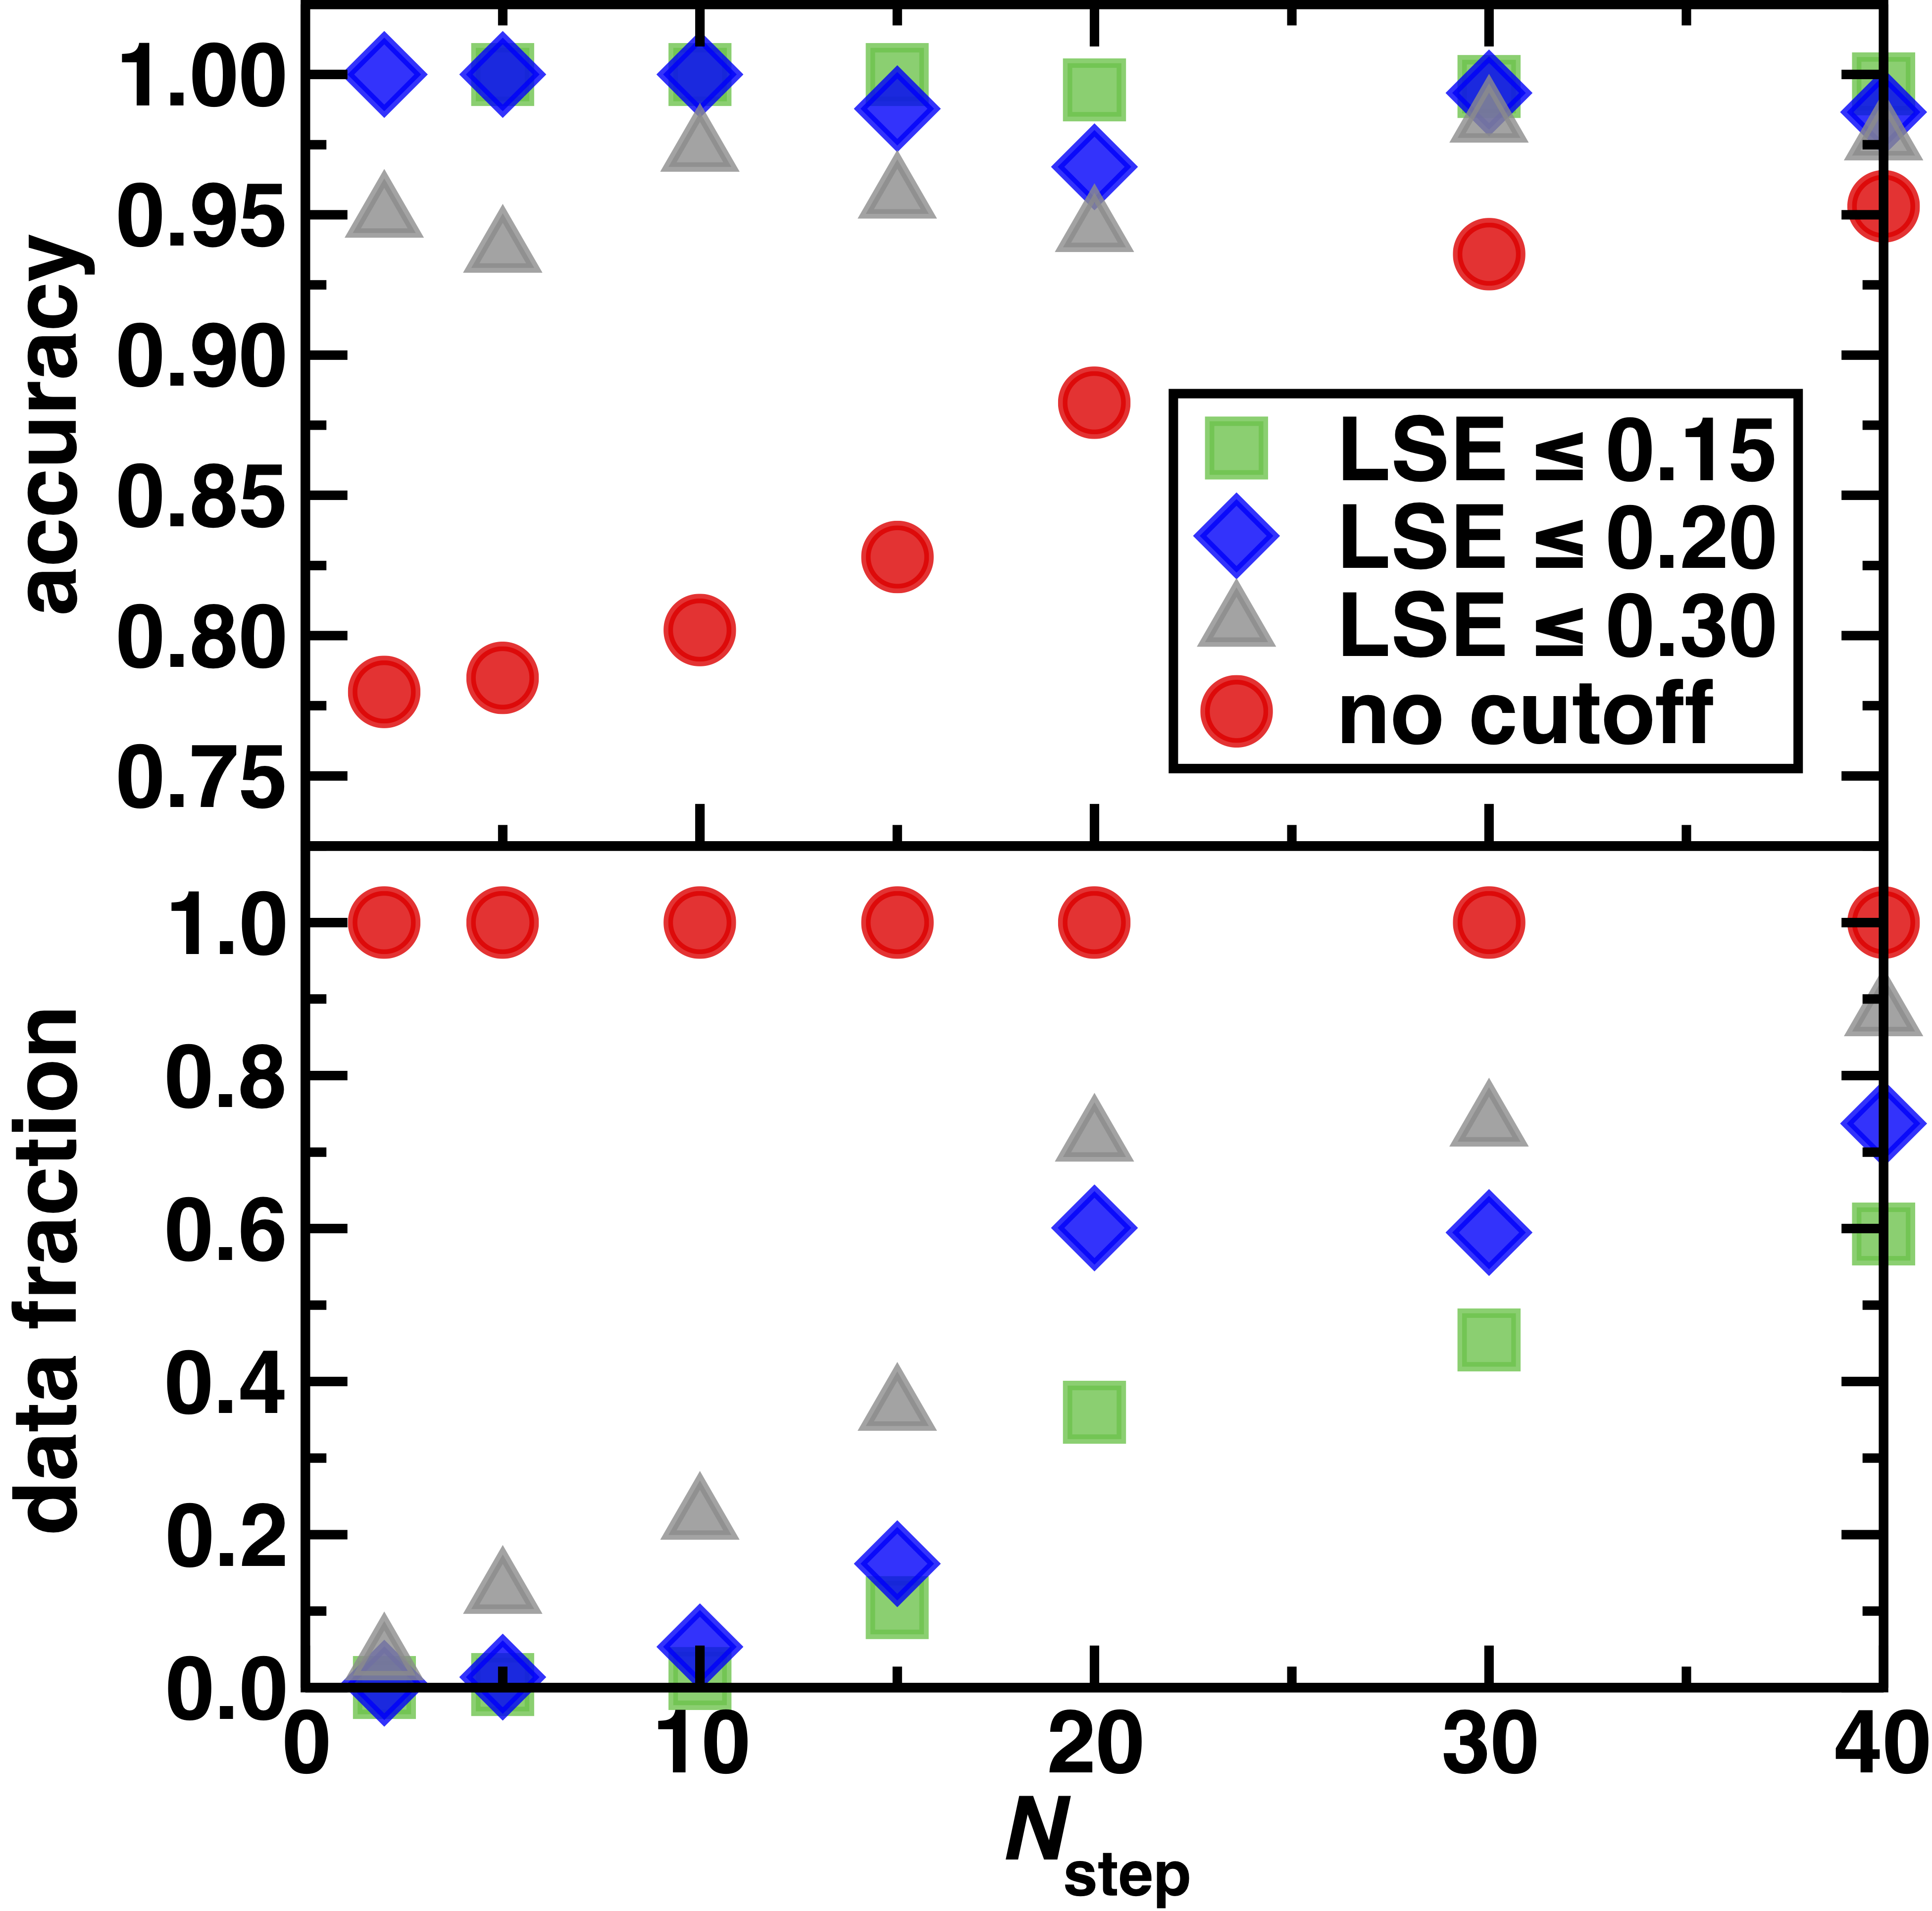 accuracy
1.00
0.95
0.90
0.85
0.80
0.75
LSE ≤ 0.15
LSE ≤ 0.20
LSE ≤ 0.30
no cutoff
data fraction
1.0
0.8
0.6
0.4
0.2
0.0
0 10 20 30 40
Nstep